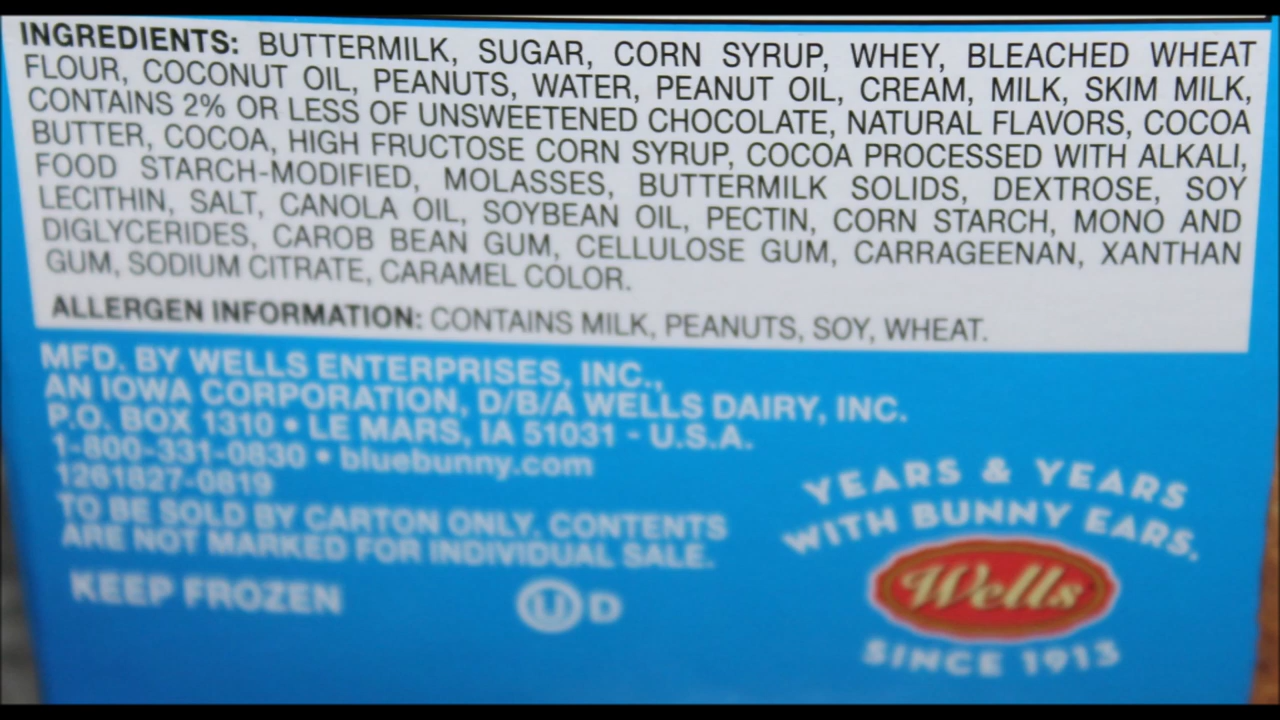 INGREDIENTS: BUTTERMILK, SUGAR, CORN SYRUP, WHEY, BLEACHED WHEAT
FLOUR, COCONUT OIL, PEANUTS, WATER, PEANUT OIL, CREAM, MILK, SKIM MILK,
CONTAINS 2% OR LESS OF UNSWEETENED CHOCOLATE, NATURAL FLAVORS, COCOA
BUTTER, COCOA, HIGH FRUCTOSE CORN SYRUP, COCOA PROCESSED WITH ALKALI,
FOOD STARCH-MODIFIED, MOLASSES, BUTTERMILK SOLIDS, DEXTROSE, SOY
LECITHIN, SALT, CANOLA OIL, SOYBEAN OIL, PECTIN, CORN STARCH, MONO AND
DIGLYCERIDES, CAROB BEAN GUM, CELLULOSE GUM, CARRAGEENAN, XANTHAN
GUM, SODIUM CITRATE, CARAMEL COLOR.
ALLERGEN INFORMATION: CONTAINS MILK, PEANUTS, SOY, WHEAT.
MFD. BY WELLS ENTERPRISES, INC.,
AN IOWA CORPORATION, D/B/A WELLS DAIRY, INC.
P.O. BOX 1310 • LE MARS, IA 51031 - U.S.A.
1-800-331-0830 • bluebunny.com
1261827-0819
TO BE SOLD BY CARTON ONLY. CONTENTS
ARE NOT MARKED FOR INDIVIDUAL SALE.
KEEP FROZEN
U D
YEARS & YEARS
WITH BUNNY EARS.
Wells
SINCE 1913